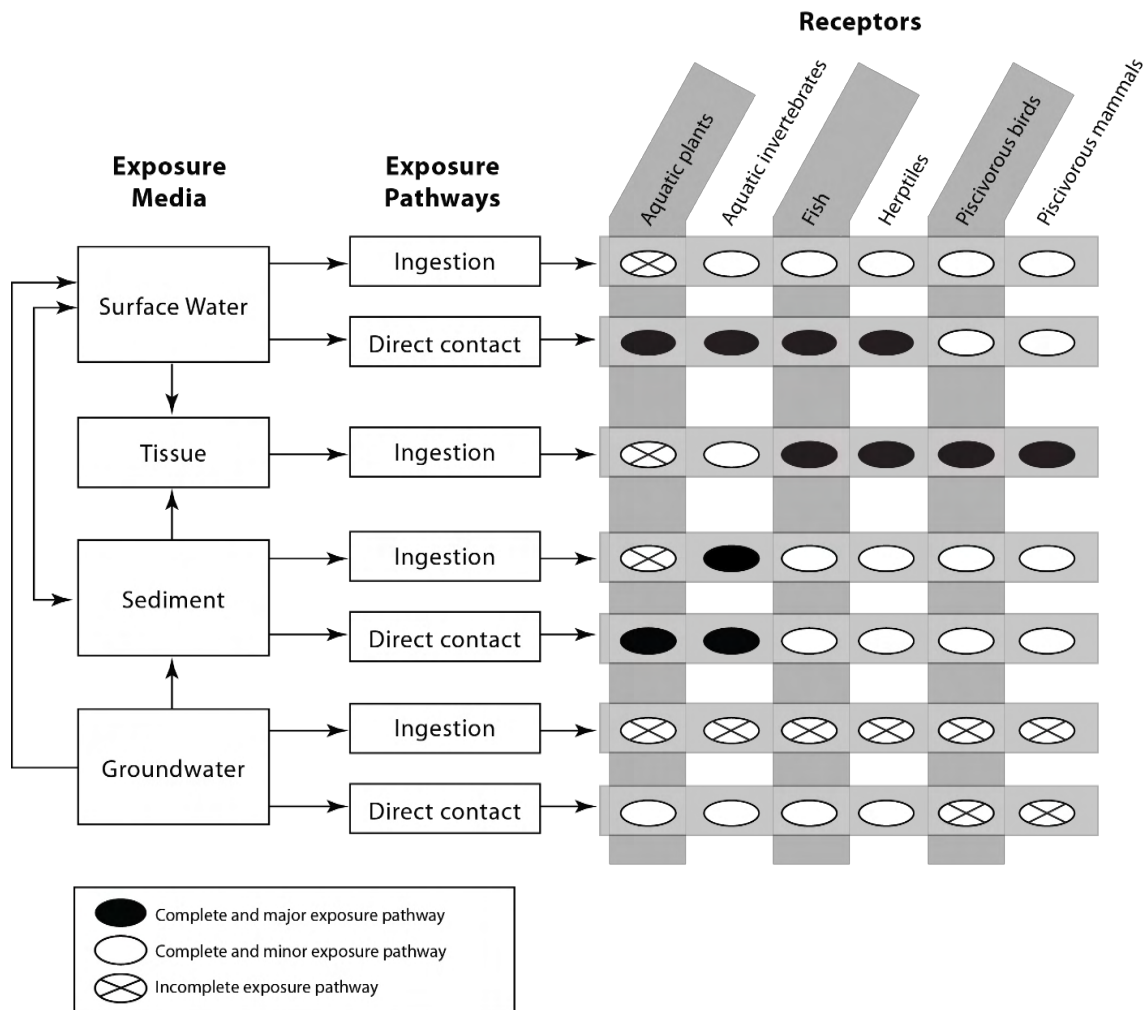 Receptors
Aquatic plants
Aquatic invertebrates
Fish
Herptiles
Piscivorous birds
Piscivorous mammals
Exposure
Media
Exposure
Pathways
Surface Water
Ingestion
Direct contact
Tissue
Ingestion
Sediment
Ingestion
Direct contact
Groundwater
Ingestion
Direct contact
Complete and major exposure pathway
Complete and minor exposure pathway
Incomplete exposure pathway